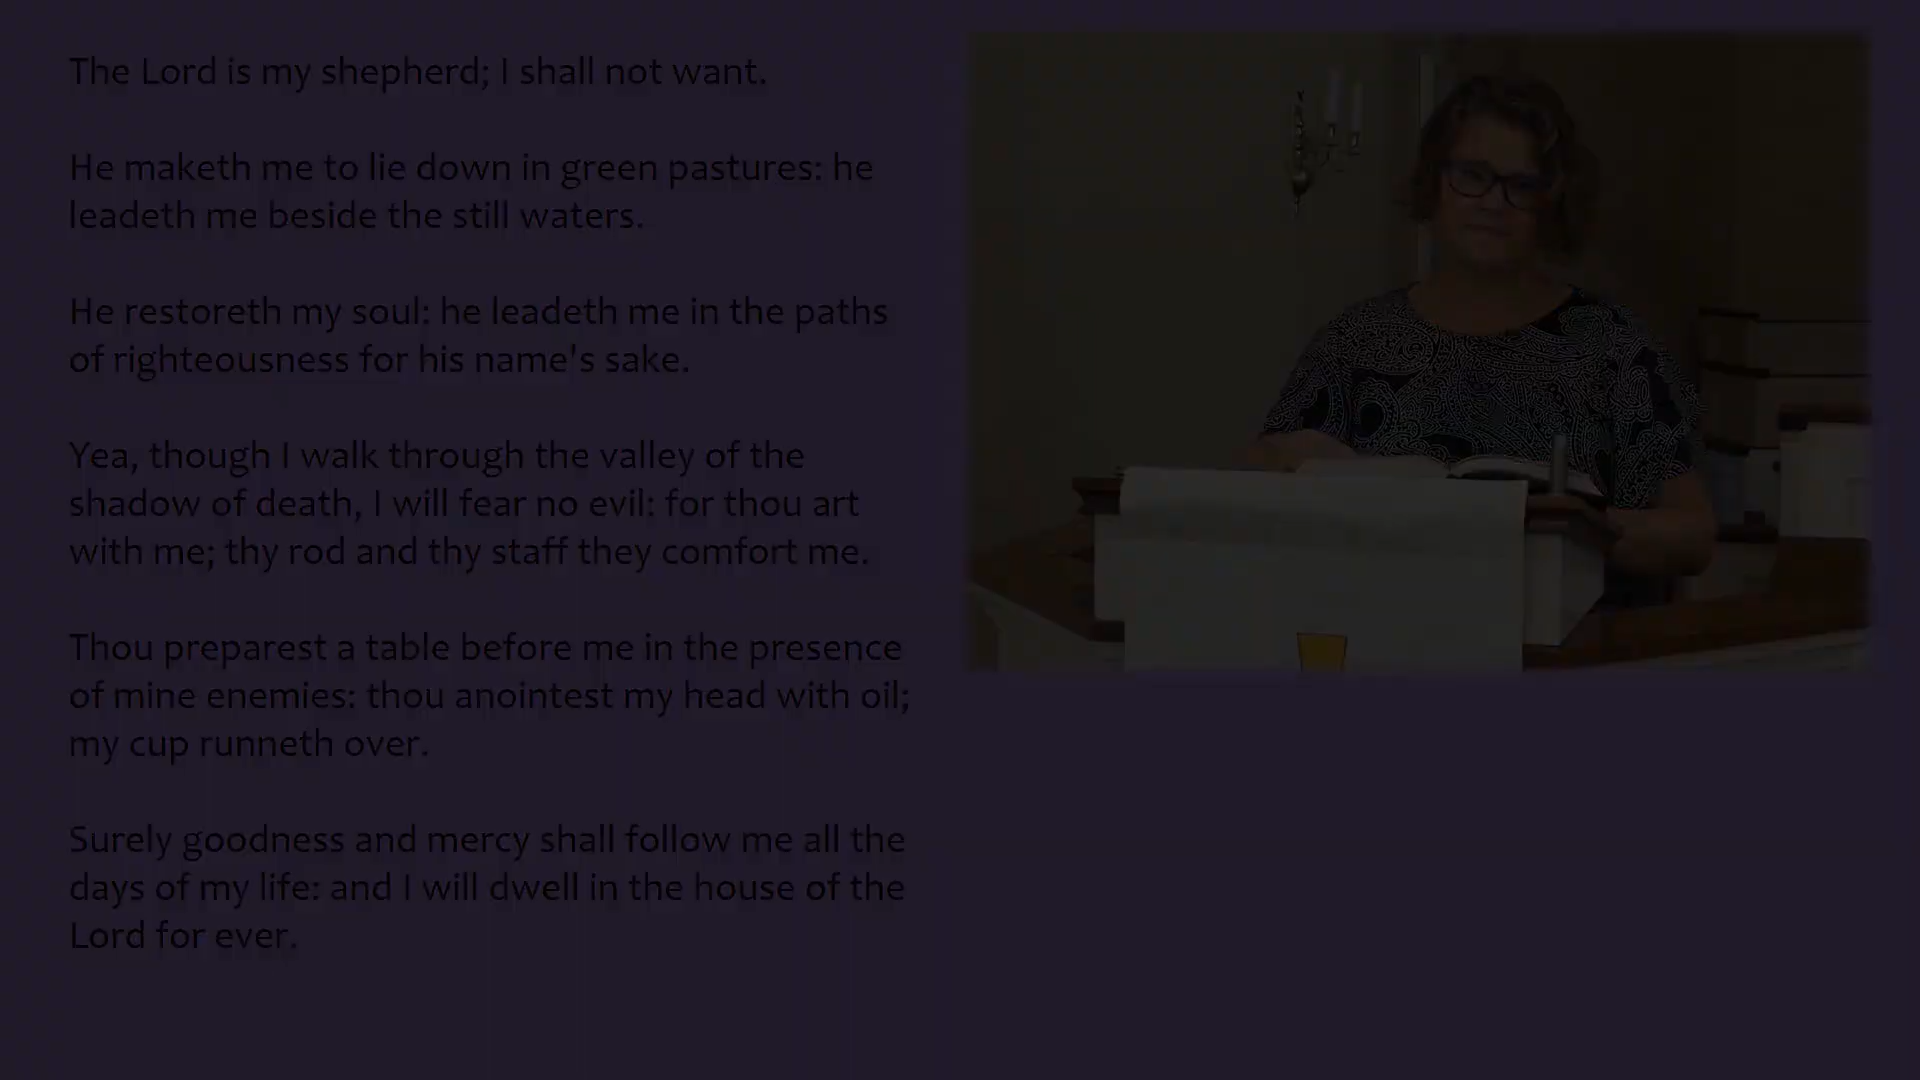 The Lord is my shepherd; I shall not want.
He maketh me to lie down in green pastures: he
leadeth me beside the still waters.
He restoreth my soul: he leadeth me in the paths
of righteousness for his name's sake.
Yea, though I walk through the valley of the
shadow of death, I will fear no evil: for thou art
with me; thy rod and thy staff they comfort me.
Thou preparest a table before me in the presence
of mine enemies: thou anointest my head with oil;
my cup runneth over.
Surely goodness and mercy shall follow me all the
days of my life: and I will dwell in the house of the
Lord for ever.